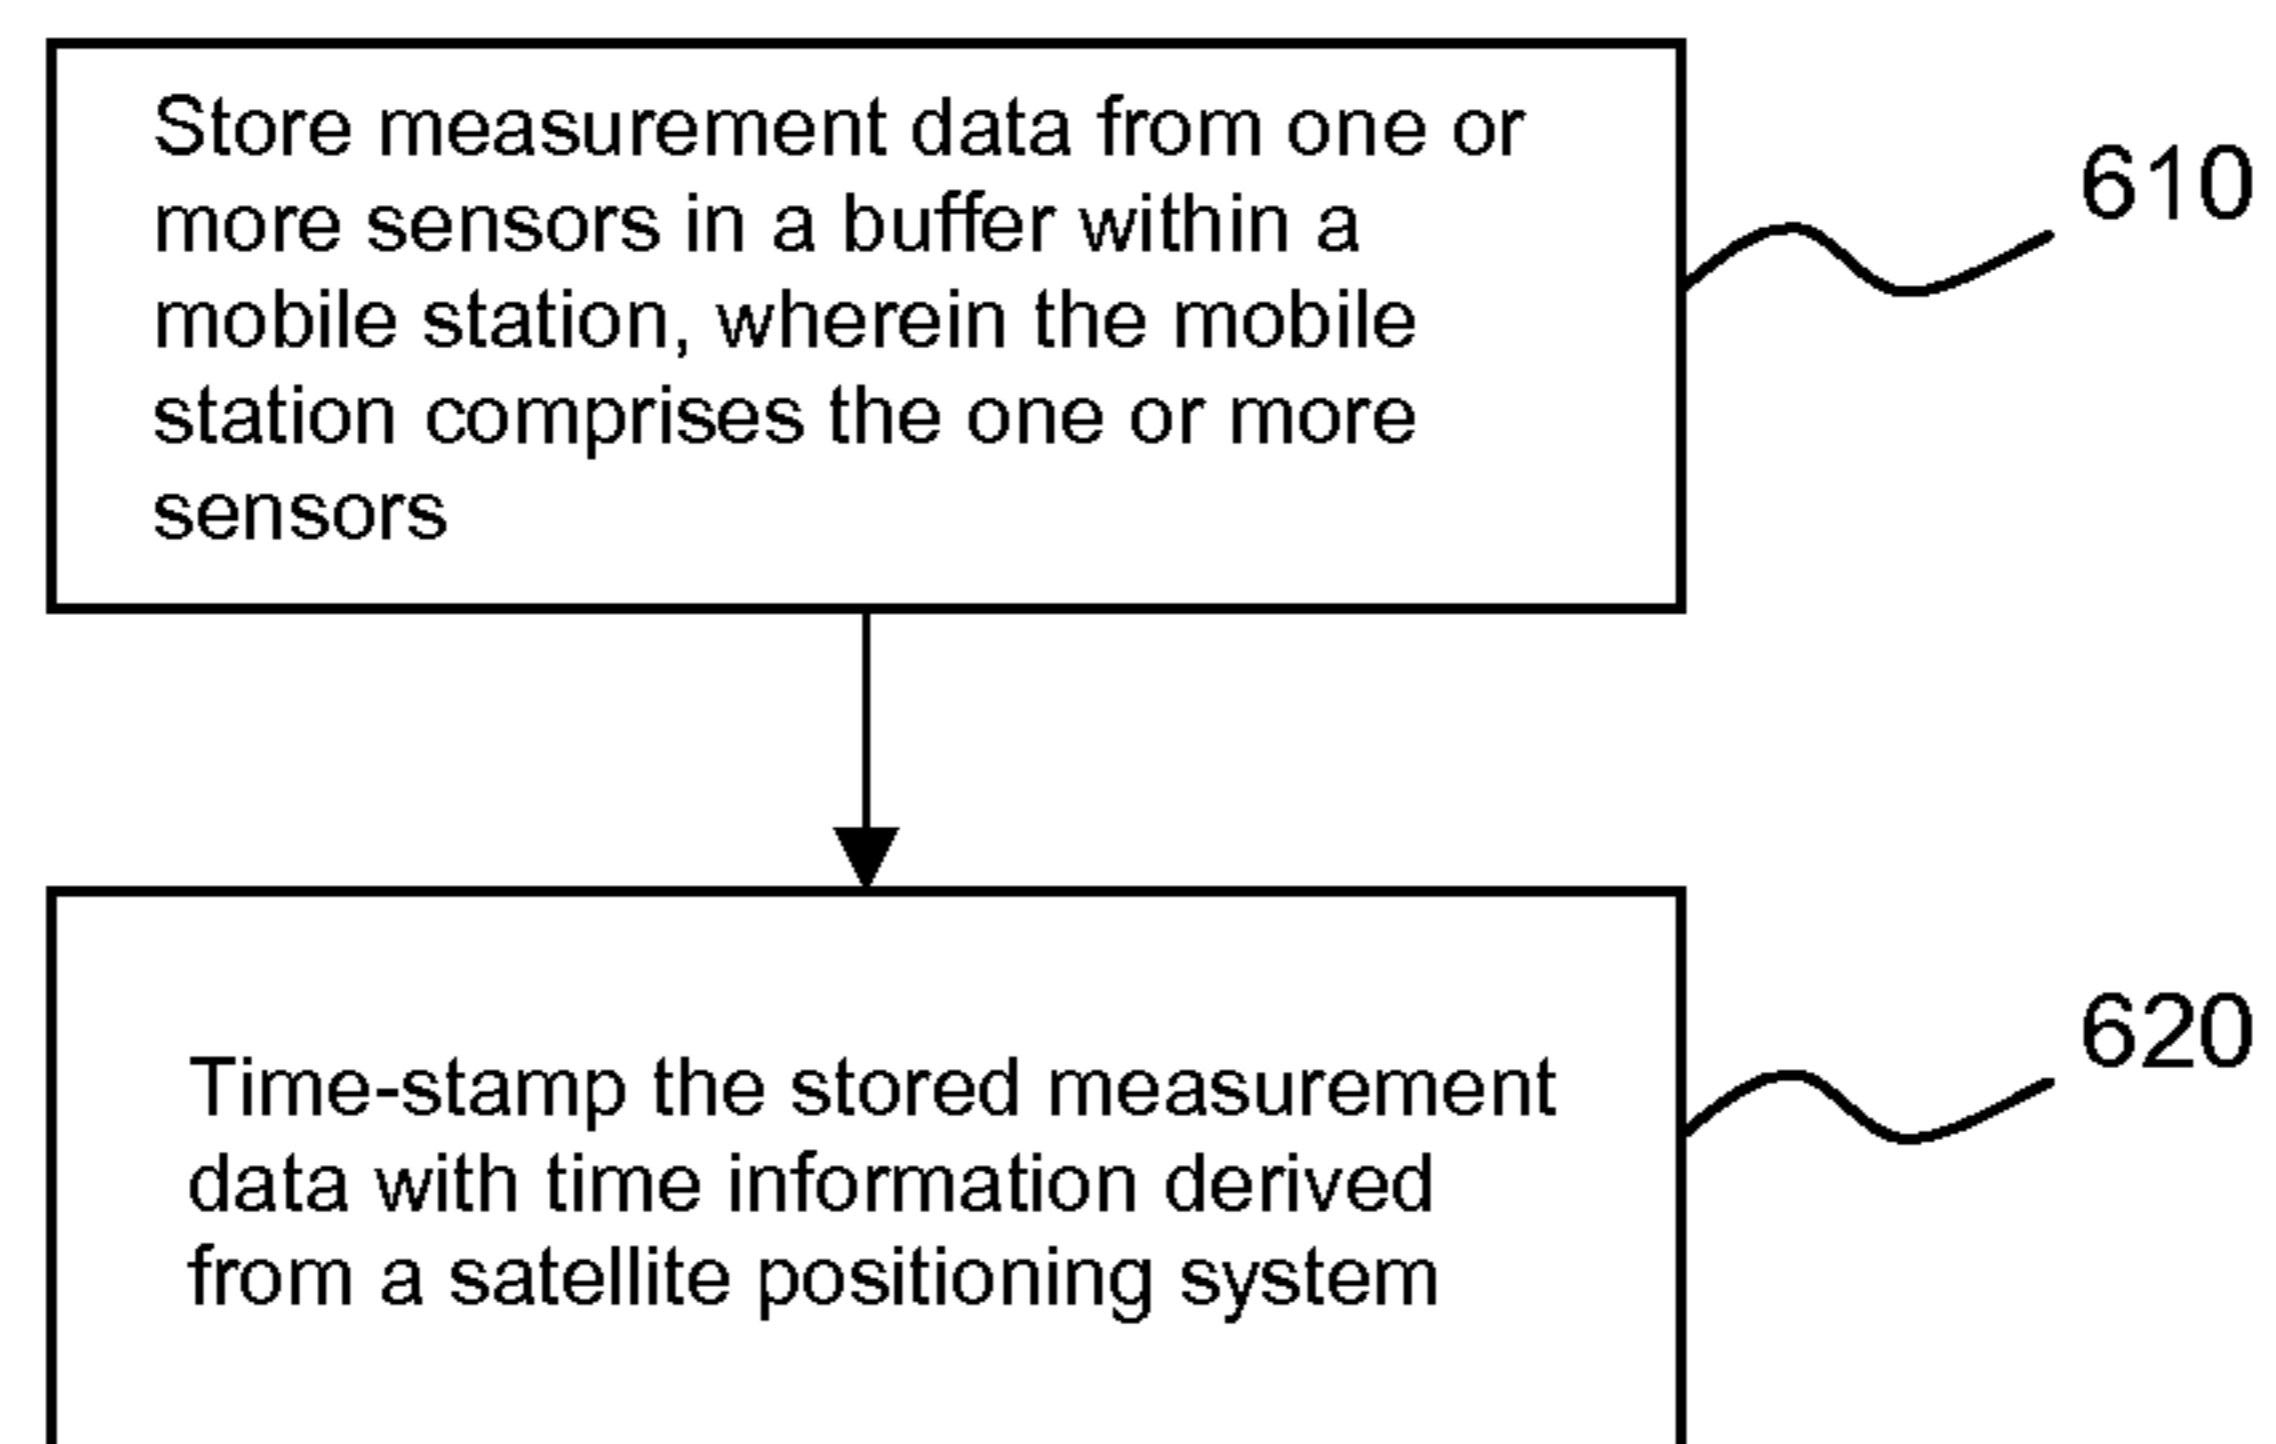 Store measurement data from one or
more sensors in a buffer within a
mobile station, wherein the mobile
station comprises the one or more
sensors
610
Time-stamp the stored measurement
data with time information derived
from a satellite positioning system
620